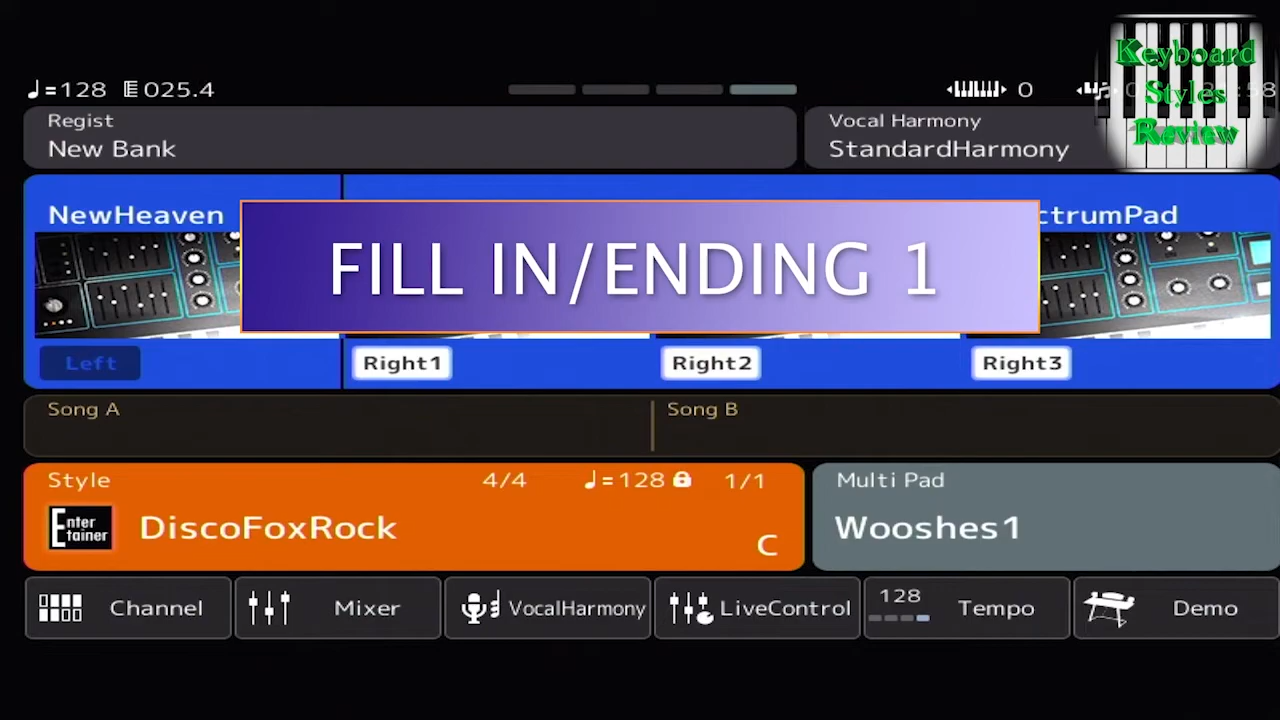 Keyboard
Styles
Review
♩=128 025.4
0
Regist
New Bank
Vocal Harmony
StandardHarmony
NewHeaven
ctrumPad
FILL IN/ENDING 1
Left
Right1
Right2
Right3
Song A
Song B
Style
4/4
♩=128
1/1
Enter
tainer
DiscoFoxRock
C
Multi Pad
Wooshes1
Channel
Mixer
VocalHarmony
LiveControl
128
Tempo
Demo